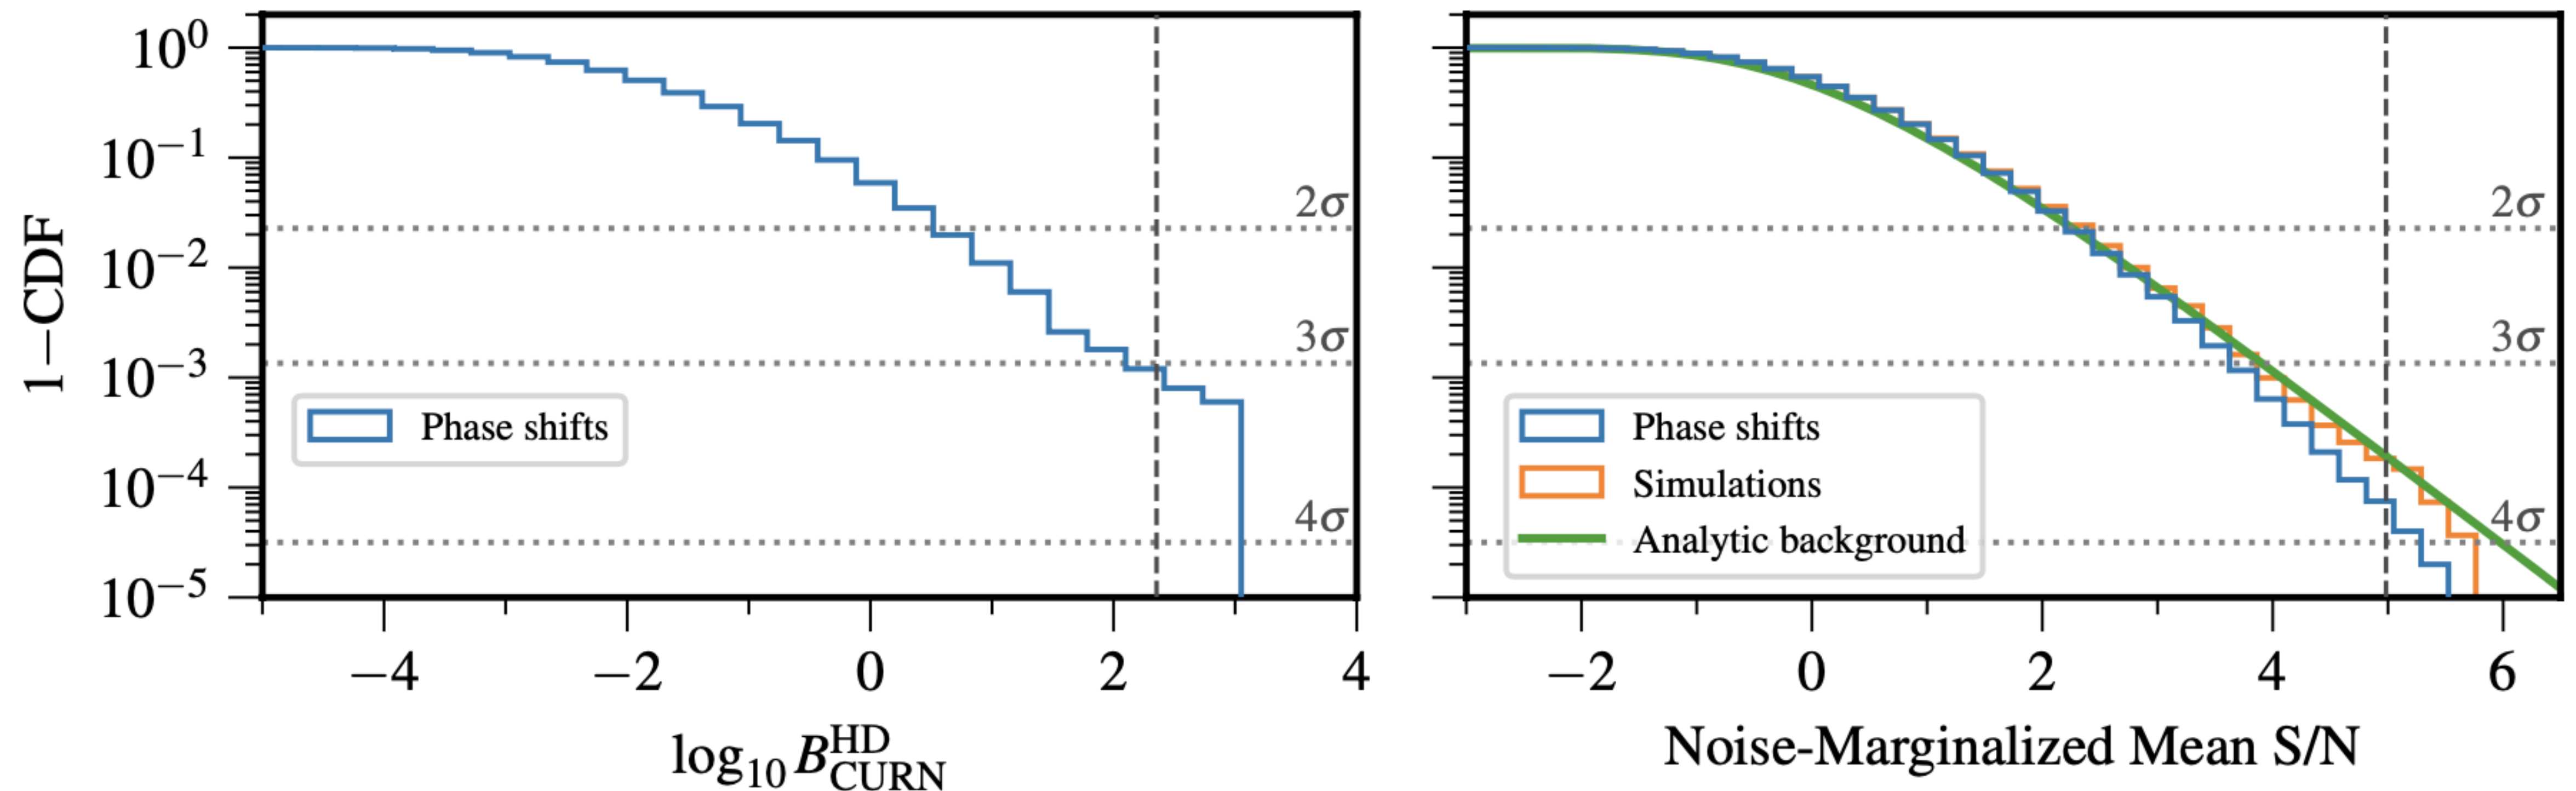 1−CDF
10⁰
10⁻¹
10⁻²
10⁻³
10⁻⁴
10⁻⁵
2σ
3σ
4σ
Phase shifts
−4 −2 0 2 4
log₁₀ B^HD_CURN
2σ
3σ
4σ
Phase shifts
Simulations
Analytic background
−2 0 2 4 6
Noise-Marginalized Mean S/N